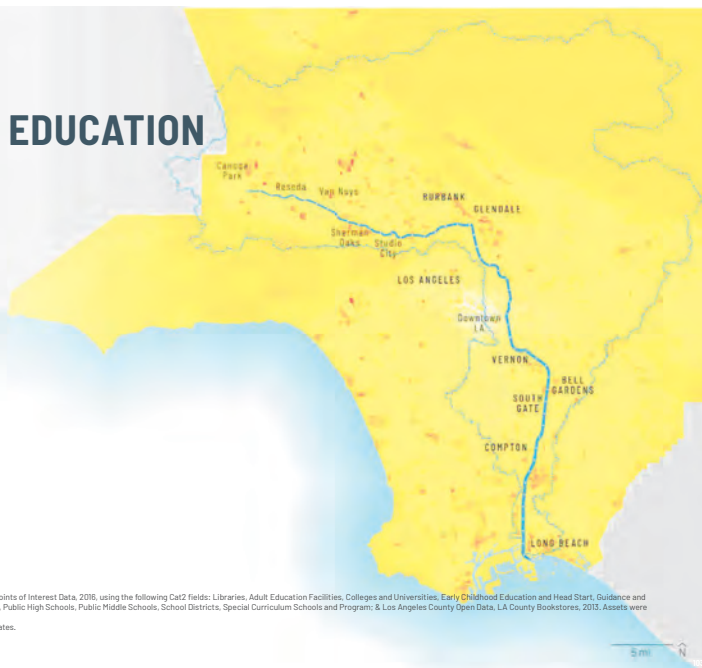 EDUCATION
Canoga
Park
Reseda
Van Nuys
BURBANK
GLENDALE
Sherman
Oaks
Studio
City
LOS ANGELES
Downtown
LA
VERNON
BELL
GARDENS
SOUTH
GATE
COMPTON
LONG BEACH
oints of Interest Data, 2016, using the following Cat2 fields: Libraries, Adult Education Facilities, Colleges and Universities, Early Childhood Education and Head Start, Guidance and
, Public High Schools, Public Middle Schools, School Districts, Special Curriculum Schools and Program; & Los Angeles County Open Data, LA County Bookstores, 2013. Assets were
ates.
5 mi
N